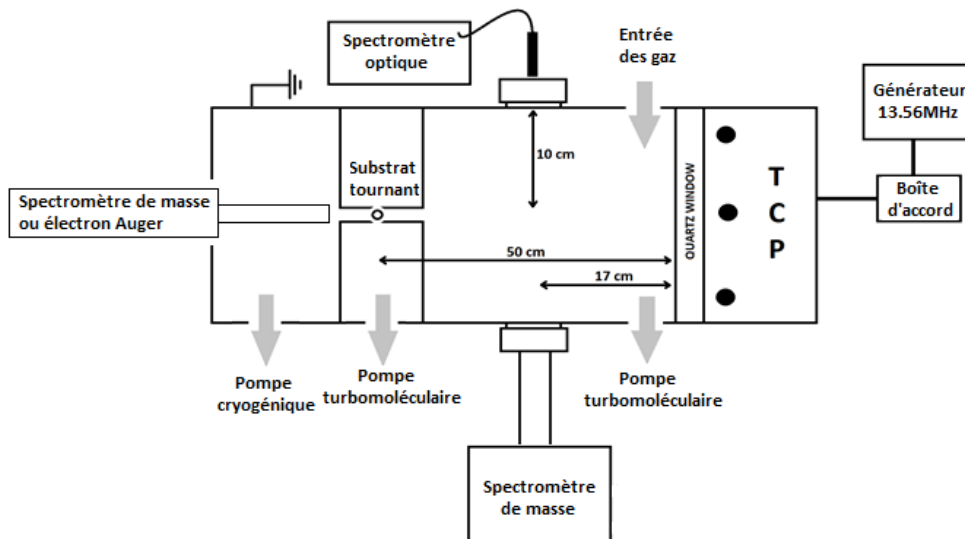 Spectromètre
optique
Entrée
des gaz
Générateur
13.56MHz
10 cm
Substrat
tournant
Spectromètre de masse
ou électron Auger
QUARTZ WINDOW
T
C
P
Boîte
d'accord
50 cm
17 cm
Pompe
cryogénique
Pompe
turbomoléculaire
Pompe
turbomoléculaire
Spectromètre
de masse